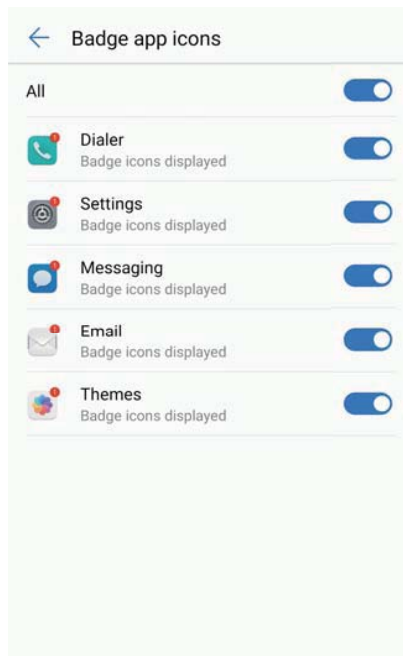 Badge app icons
All
Dialer
Badge icons displayed
Settings
Badge icons displayed
Messaging
Badge icons displayed
Email
Badge icons displayed
Themes
Badge icons displayed